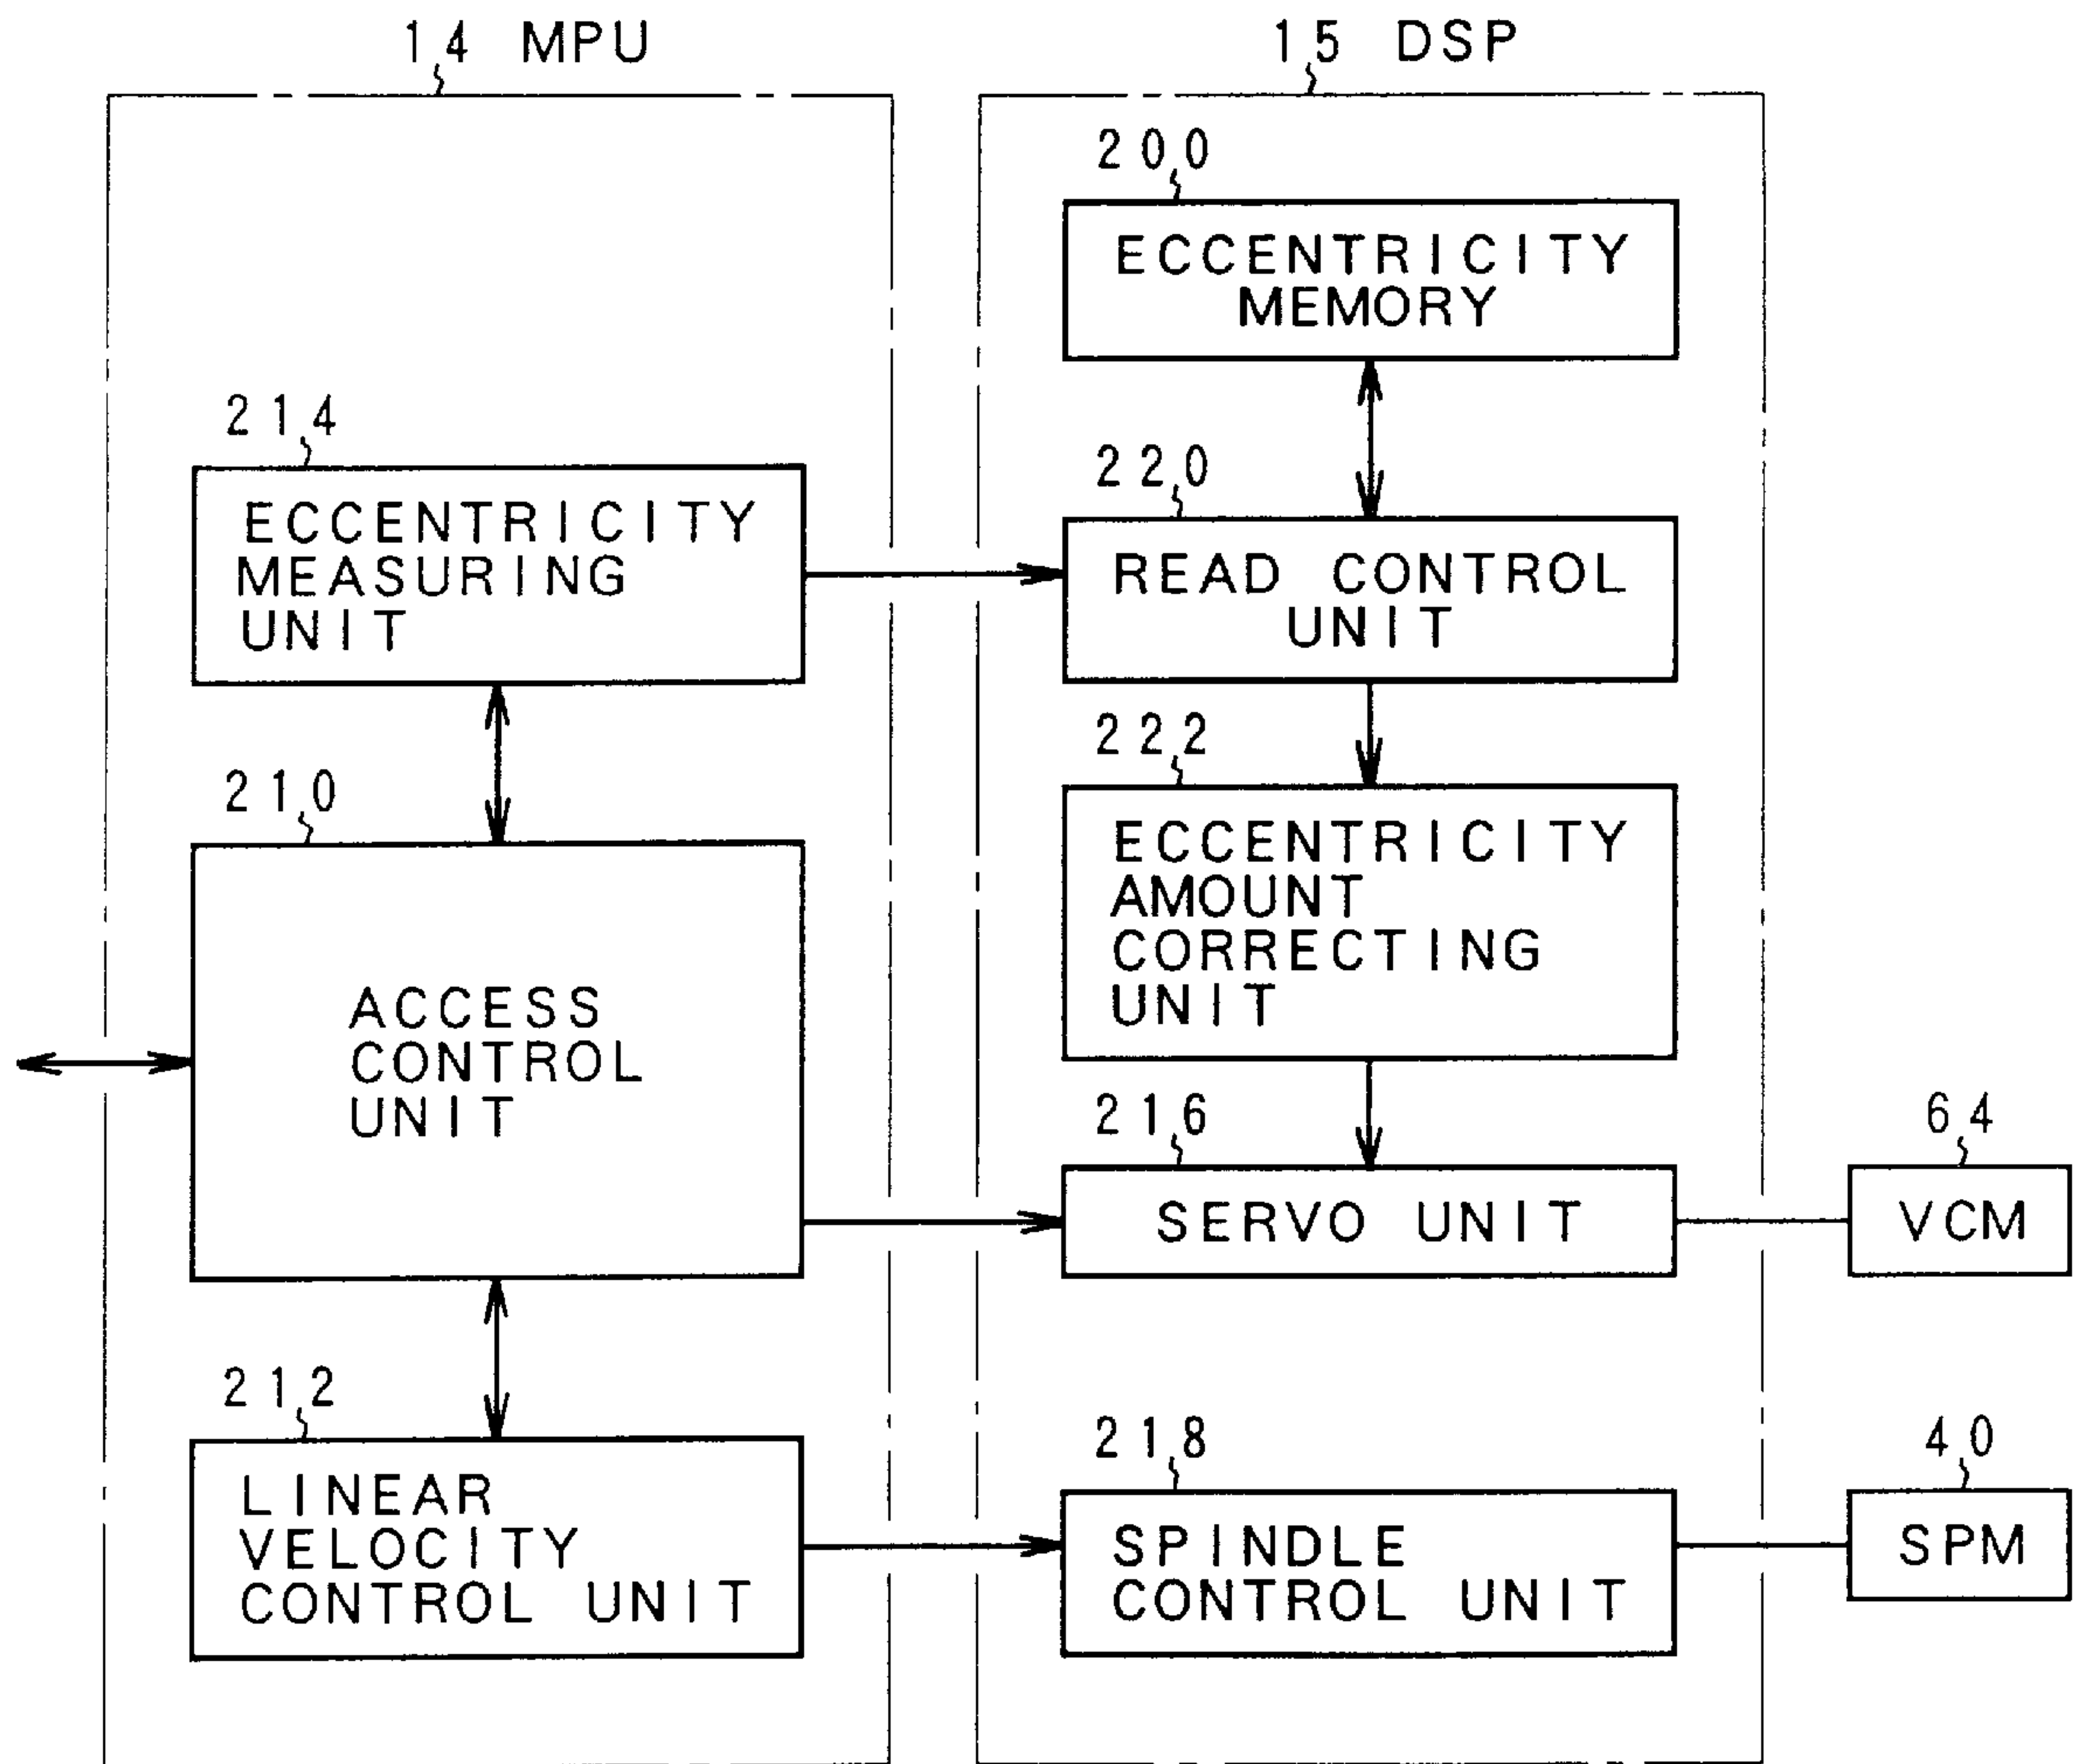 14 MPU
15 DSP
200
ECCENTRICITY
MEMORY
214
ECCENTRICITY
MEASURING
UNIT
220
READ CONTROL
UNIT
222
ECCENTRICITY
AMOUNT
CORRECTING
UNIT
210
ACCESS
CONTROL
UNIT
216
SERVO UNIT
64
VCM
212
LINEAR
VELOCITY
CONTROL UNIT
218
SPINDLE
CONTROL UNIT
40
SPM